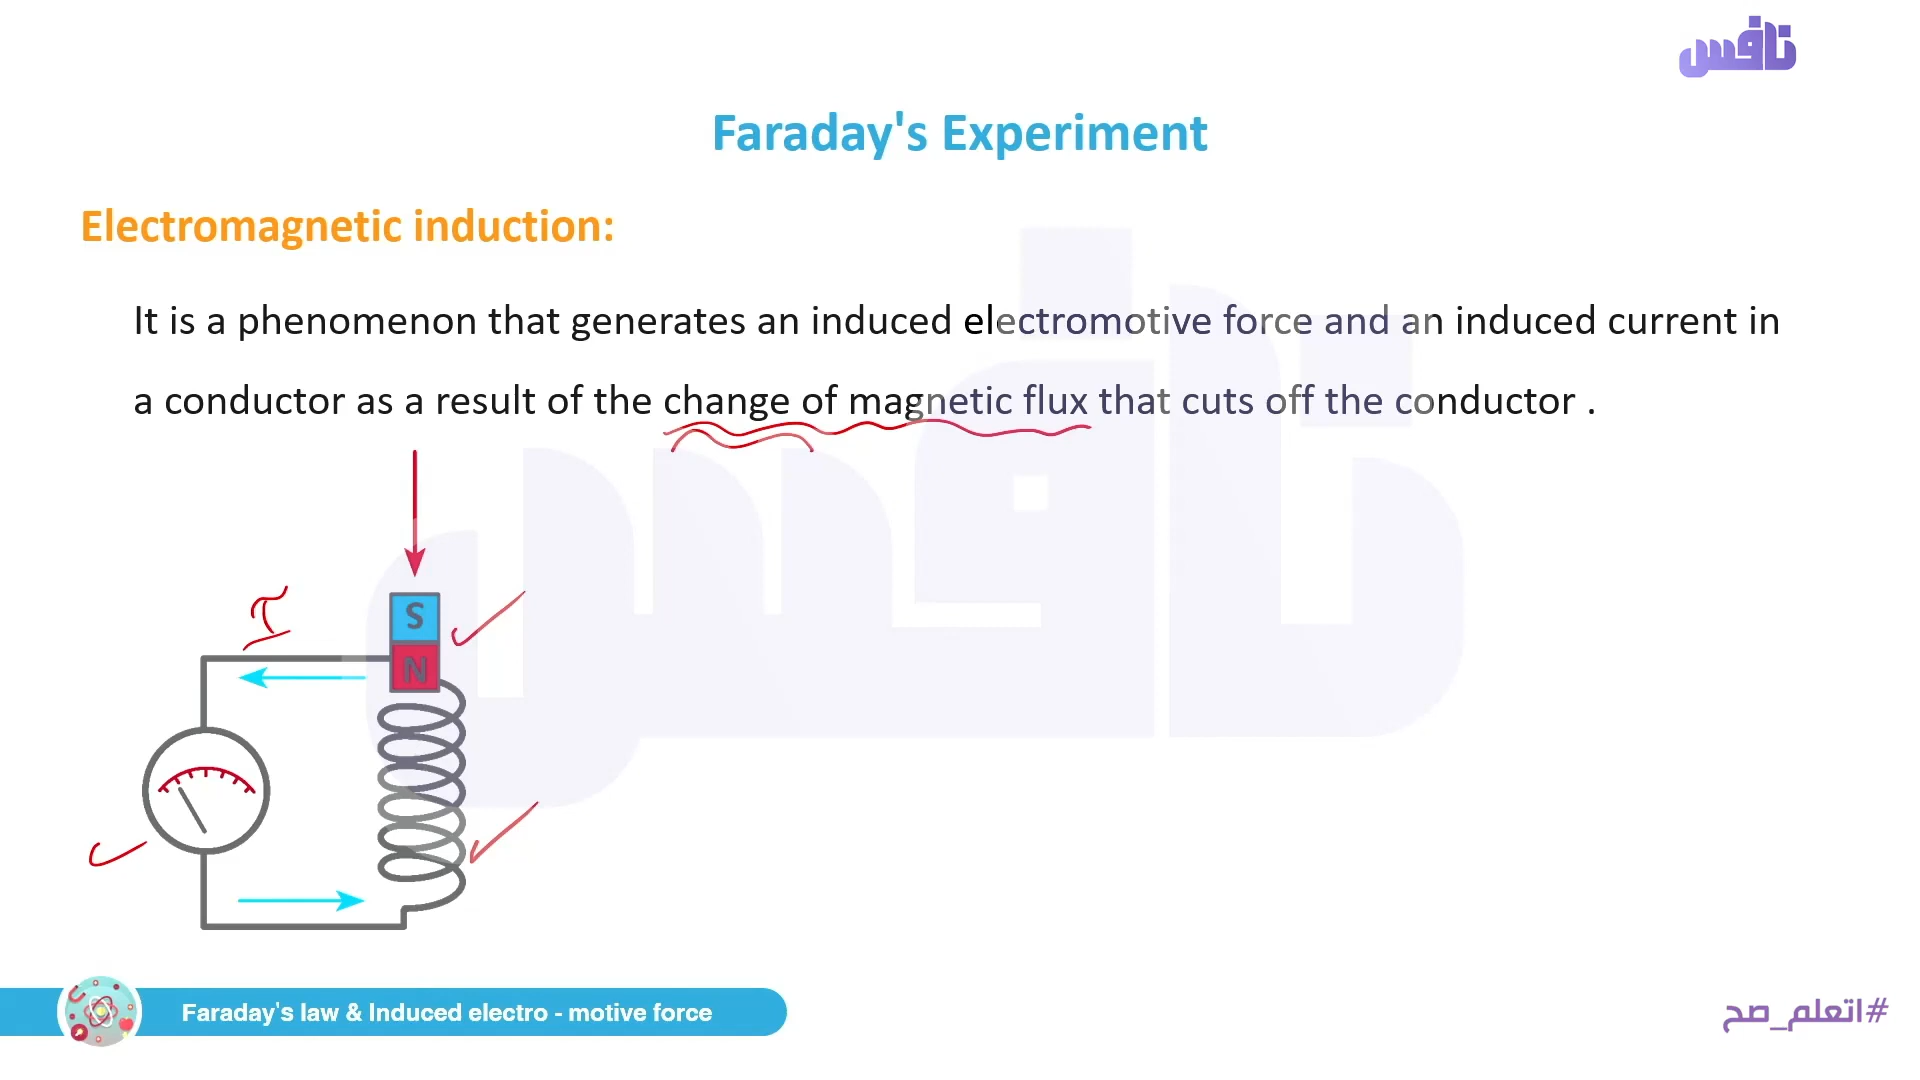 نافس
Faraday's Experiment
Electromagnetic induction:
It is a phenomenon that generates an induced electromotive force and an induced current in
a conductor as a result of the change of magnetic flux that cuts off the conductor .
I
S
N
Faraday's law & Induced electro - motive force
#اتعلم_صح